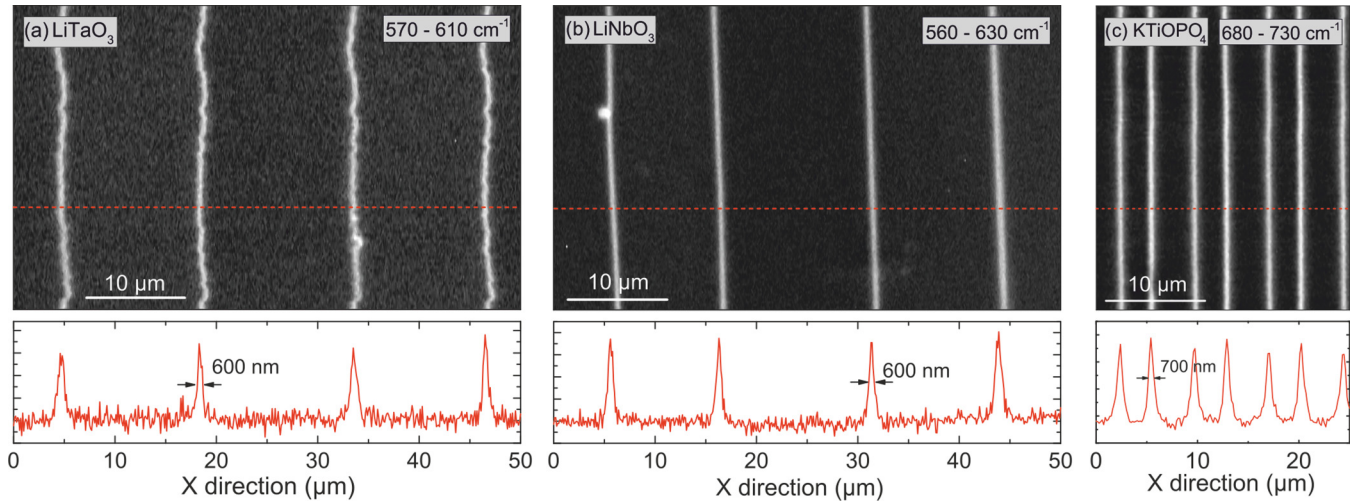 (a) LiTaO₃
570 - 610 cm⁻¹
10 µm
600 nm
0 10 20 30 40 50
X direction (µm)
(b) LiNbO₃
560 - 630 cm⁻¹
10 µm
600 nm
0 10 20 30 40 50
X direction (µm)
(c) KTiOPO₄
680 - 730 cm⁻¹
10 µm
700 nm
0 10 20
X direction (µm)